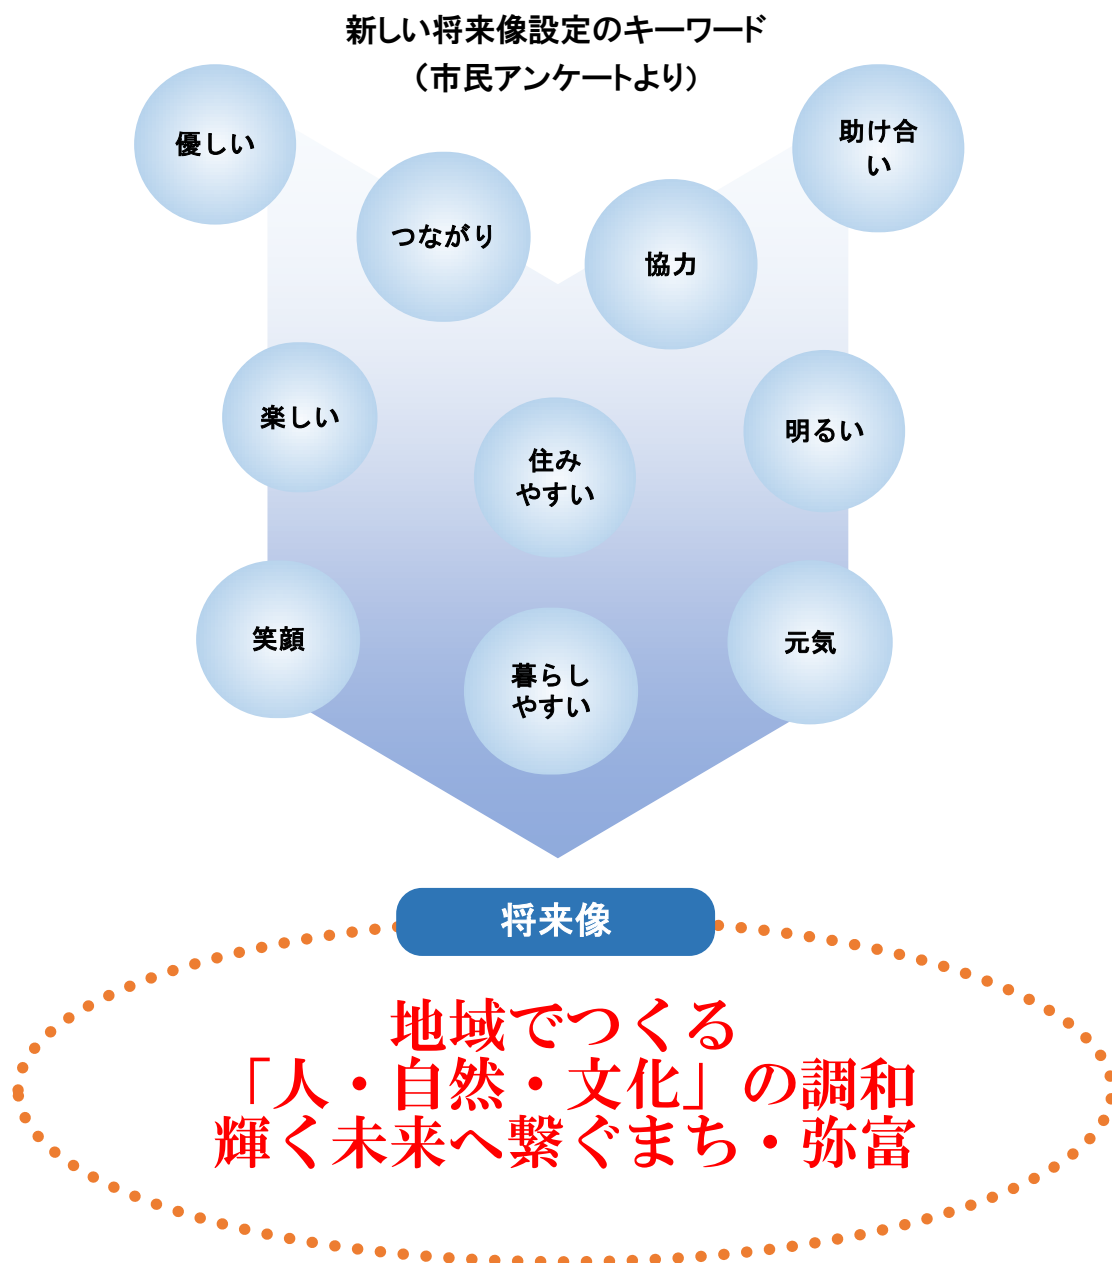 新しい将来像設定のキーワード
（市民アンケートより）
優しい
助け合
い
つながり
協力
楽しい
明るい
住み
やすい
笑顔
元気
暮らし
やすい
将来像
地域でつくる
「人・自然・文化」の調和
輝く未来へ繋ぐまち・弥富